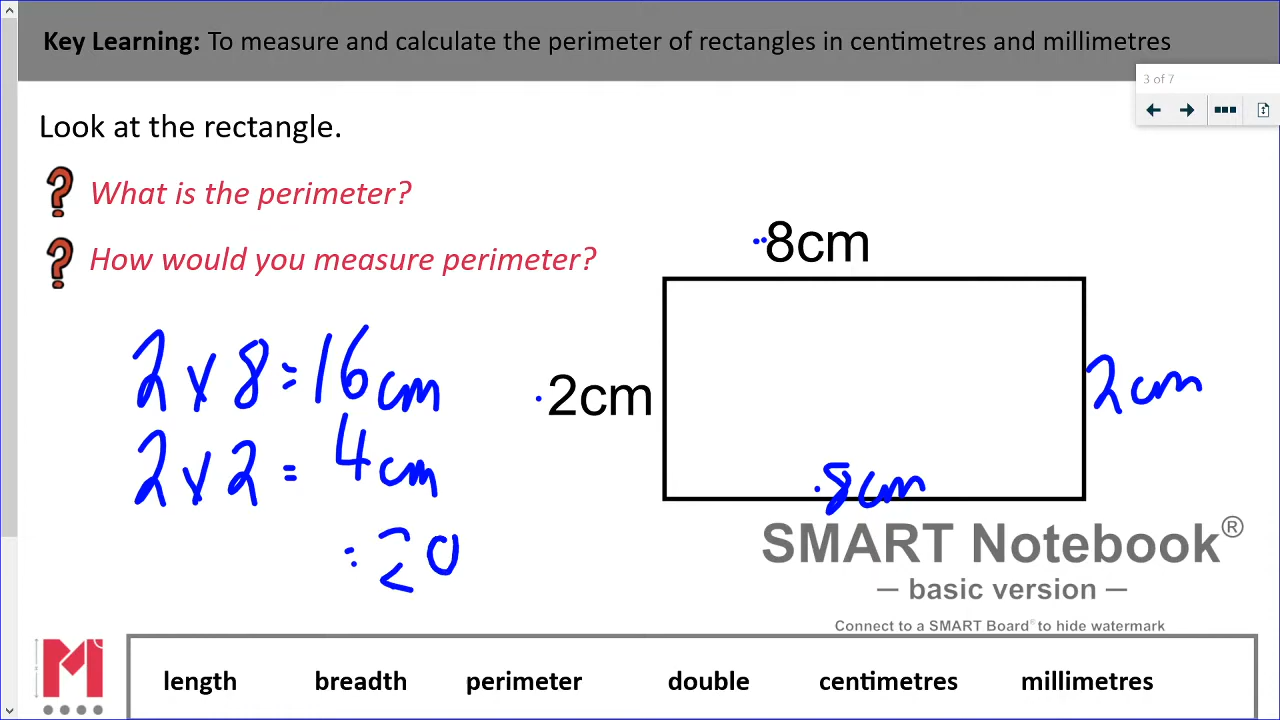 Key Learning: To measure and calculate the perimeter of rectangles in centimetres and millimetres
3 of 7
Look at the rectangle.
What is the perimeter?
How would you measure perimeter?
8cm
2cm
2cm
8cm
2 x 8 = 16cm
2 x 2 = 4cm
= 20
SMART Notebook®
— basic version —
Connect to a SMART Board® to hide watermark
length breadth perimeter double centimetres millimetres